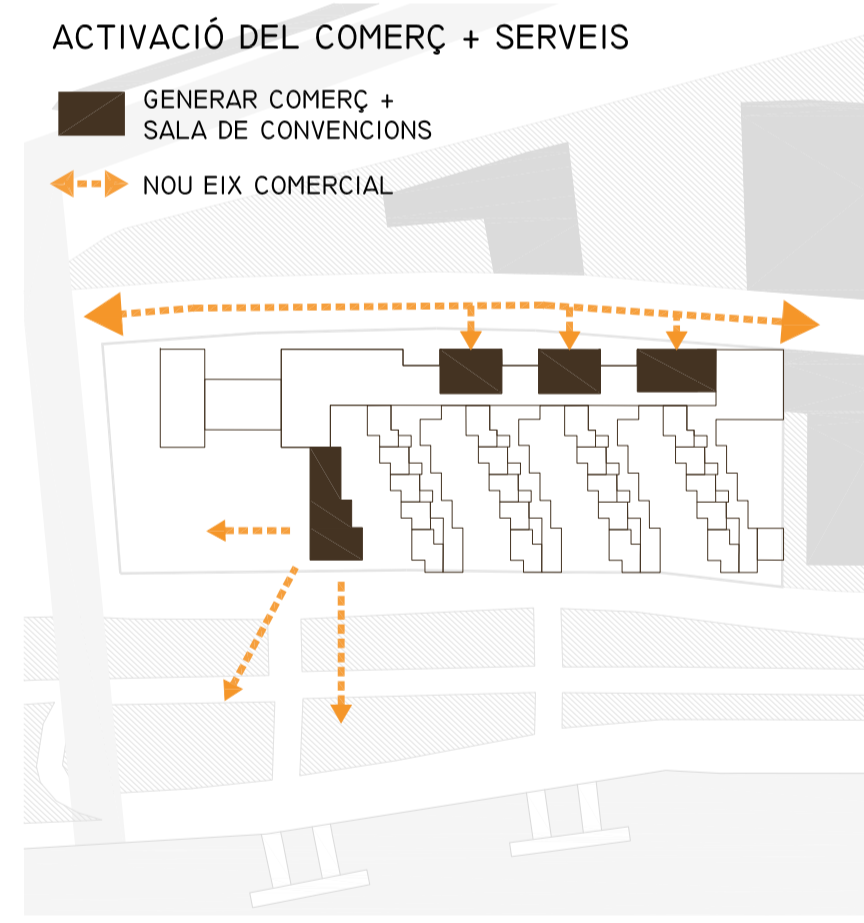 ACTIVACIÓ DEL COMERÇ + SERVEIS
GENERAR COMERÇ +
SALA DE CONVENCIONS
NOU EIX COMERCIAL